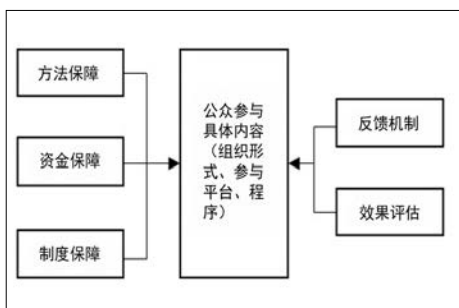 方法保障
资金保障
制度保障
公众参与
具体内容
（组织形
式、参与
平台、程
序）
反馈机制
效果评估